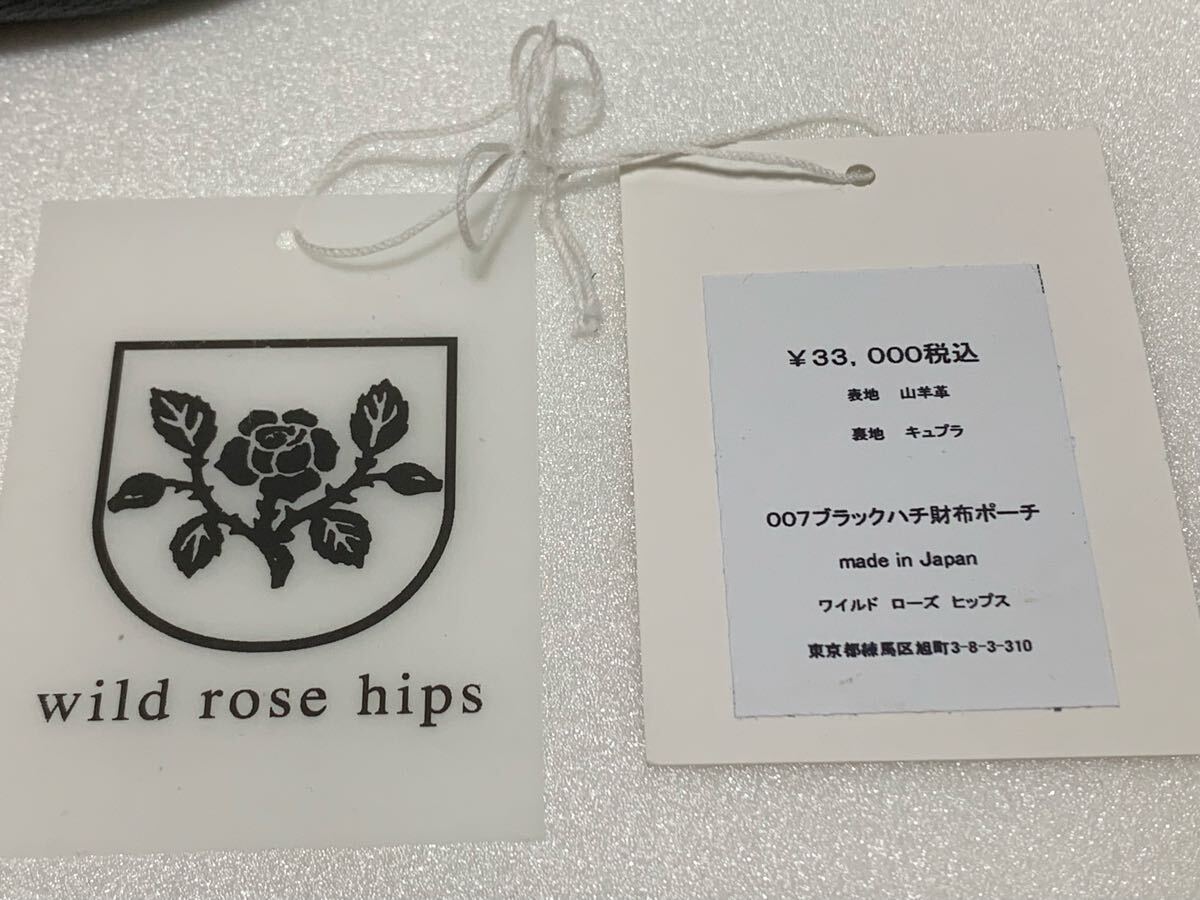 wild rose hips
￥33,000税込
表地 山羊革
裏地 キュプラ
007ブラックハチ財布ポーチ
made in Japan
ワイルド ローズ ヒップス
東京都練馬区旭町3-8-3-310